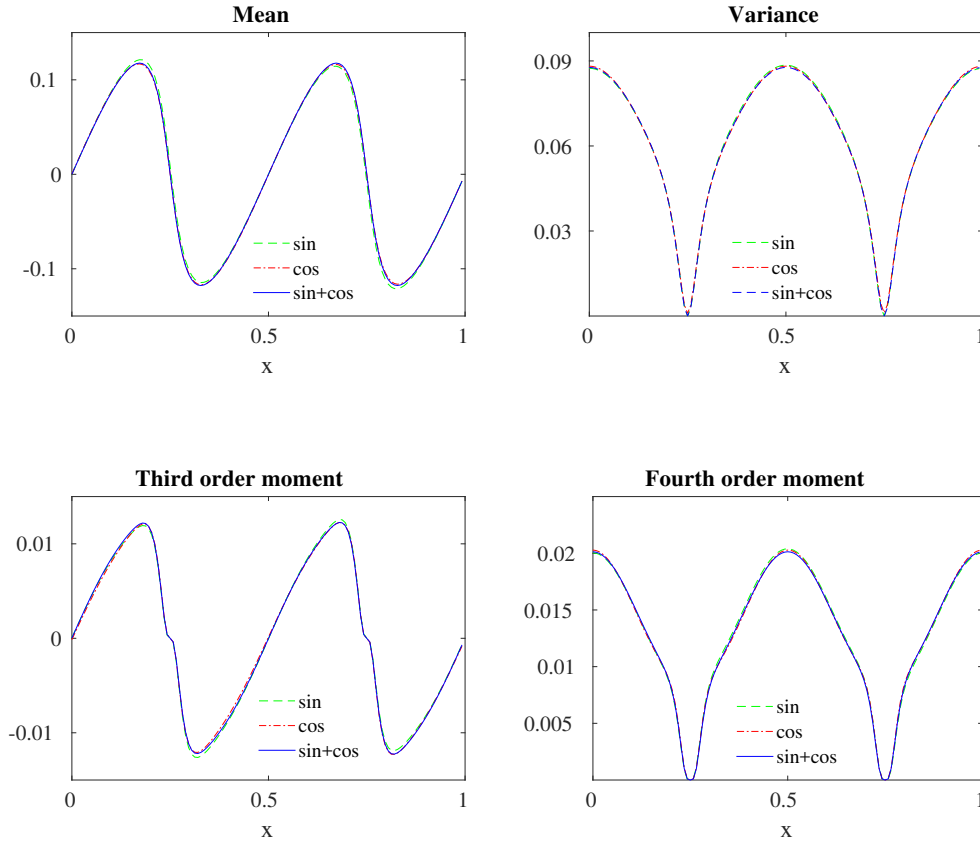 Mean
0.1
0
-0.1
sin
cos
sin+cos
0
0.5
1
x
Variance
0.09
0.06
0.03
sin
cos
sin+cos
0
0.5
1
x
Third order moment
0.01
0
-0.01
sin
cos
sin+cos
0
0.5
1
x
Fourth order moment
0.02
0.015
0.01
0.005
sin
cos
sin+cos
0
0.5
1
x